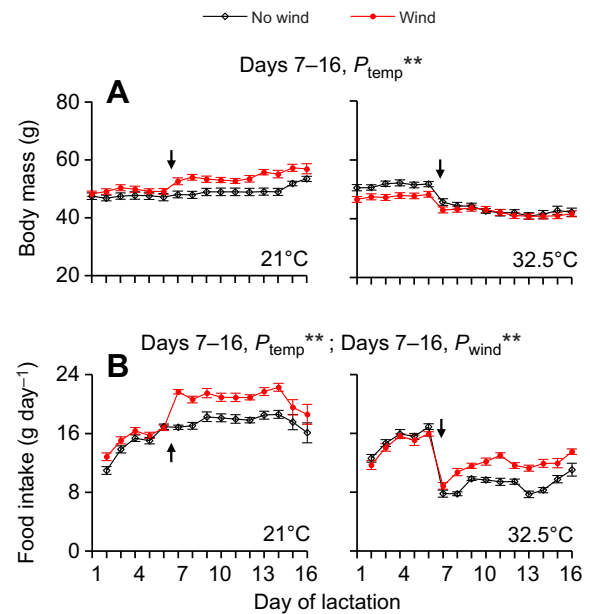 No wind Wind
Days 7–16, Ptemp**
A
Body mass (g)
80
60
40
20
21°C
32.5°C
Days 7–16, Ptemp** ; Days 7–16, Pwind**
B
Food intake (g day–1)
24
16
8
0
21°C
32.5°C
1 4 7 10 13 16
1 4 7 10 13 16
Day of lactation